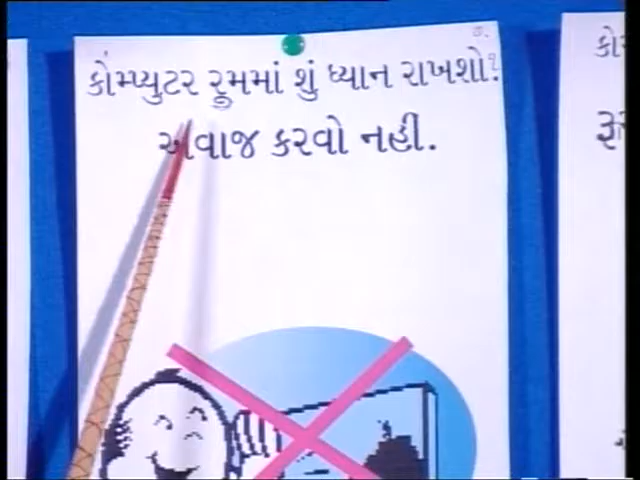 કોમ્પ્યુટર રૂમમાં શું ધ્યાન રાખશો?
અવાજ કરવો નહીં.